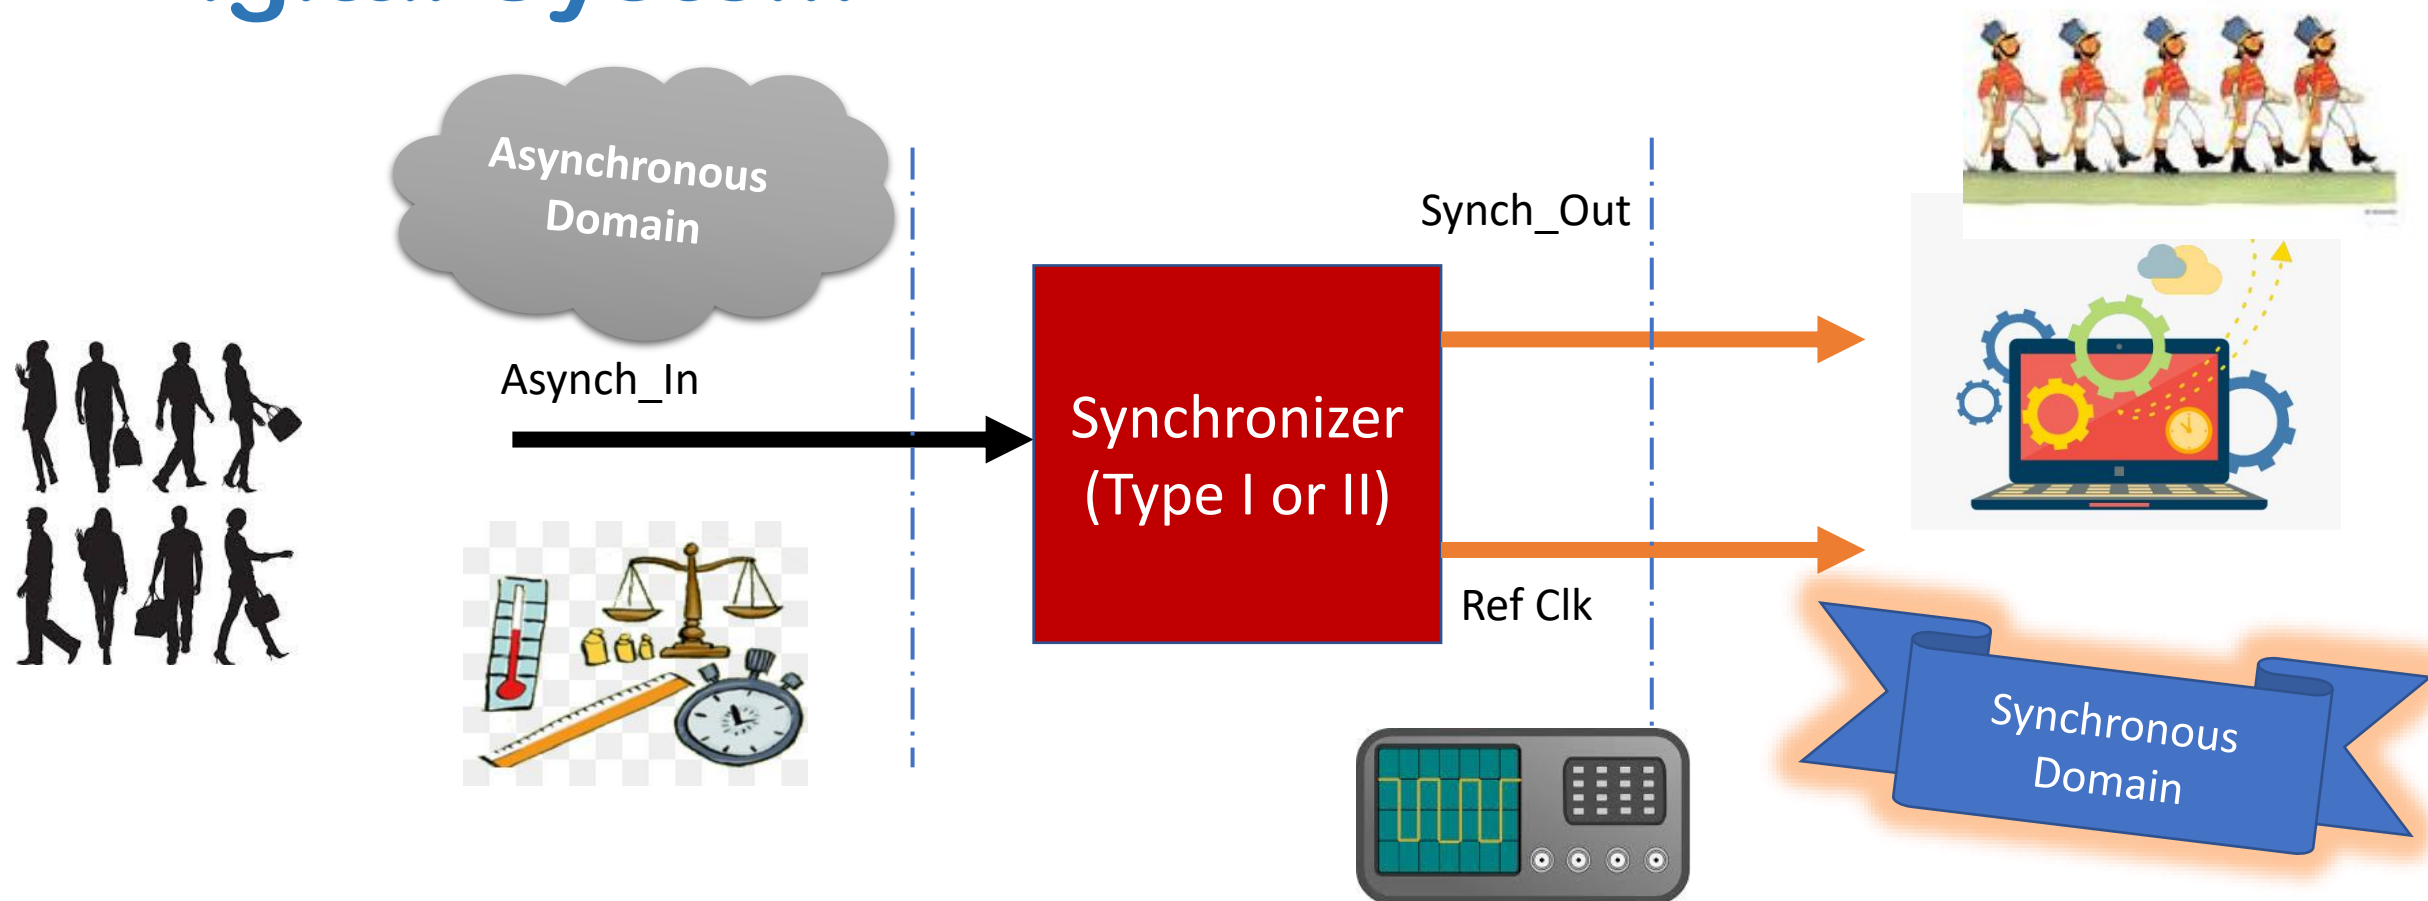 Asynchronous
Domain
Synch_Out
Asynch_In
Synchronizer
(Type I or II)
Ref Clk
Synchronous
Domain